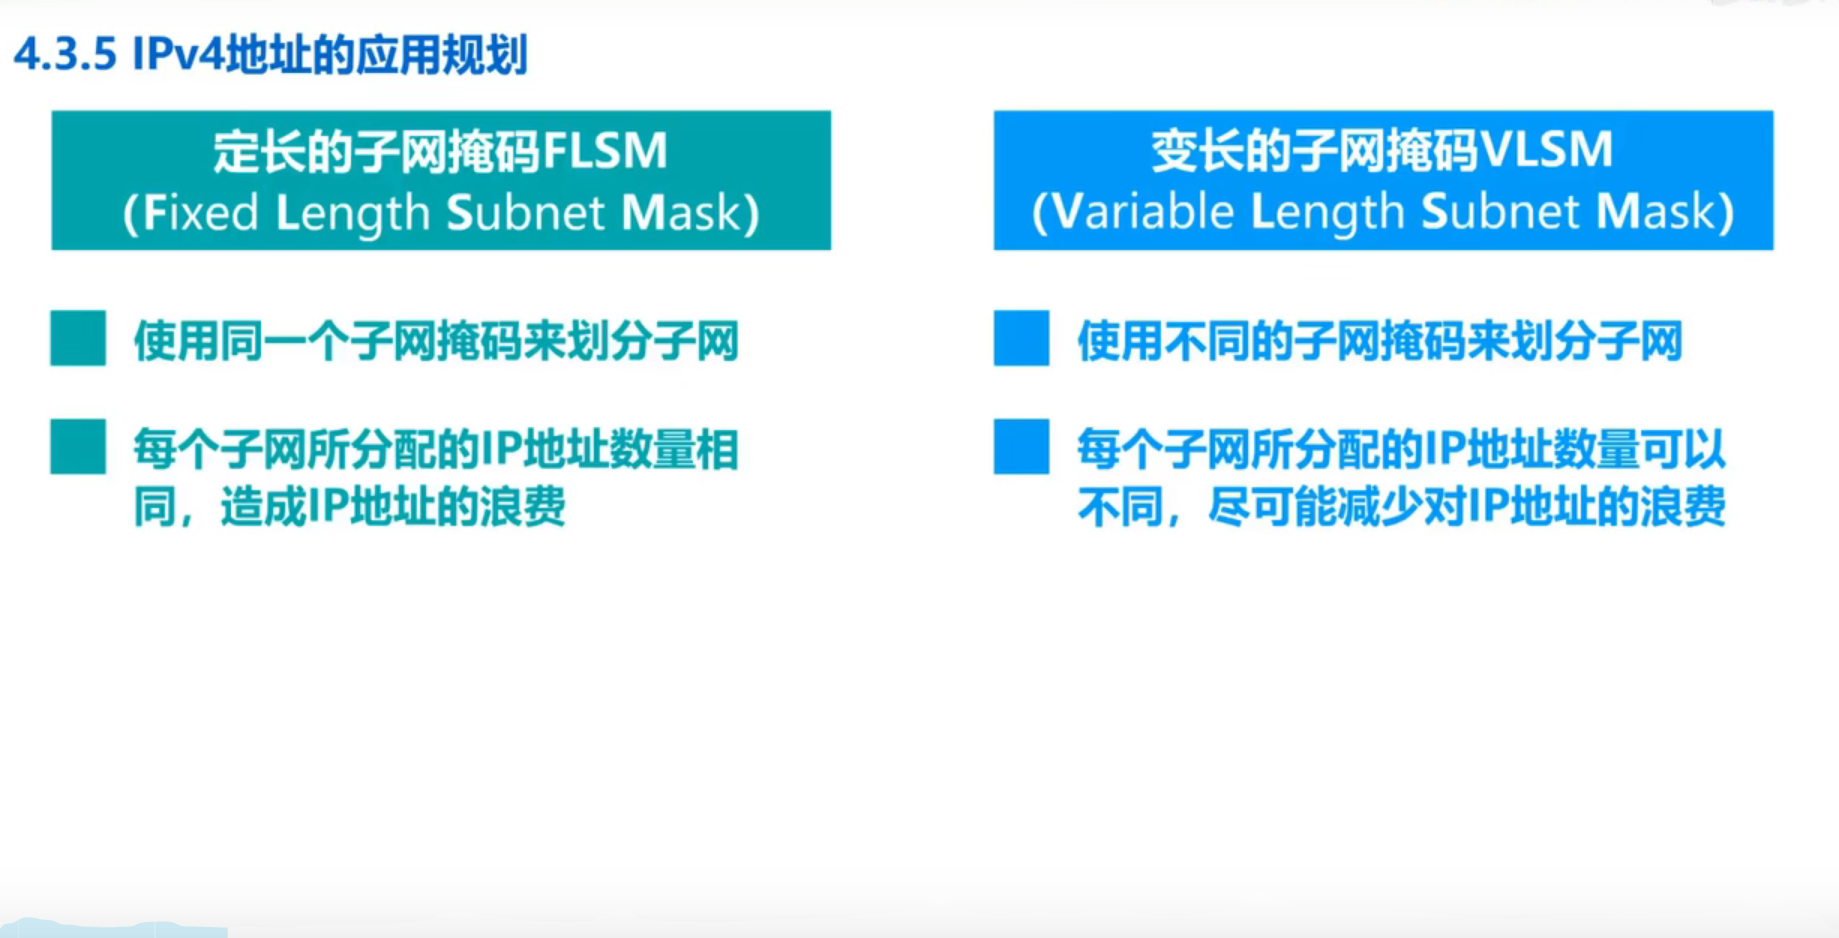 4.3.5 IPv4地址的应用规划
定长的子网掩码FLSM
(Fixed Length Subnet Mask)
使用同一个子网掩码来划分子网
每个子网所分配的IP地址数量相
同，造成IP地址的浪费
变长的子网掩码VLSM
(Variable Length Subnet Mask)
使用不同的子网掩码来划分子网
每个子网所分配的IP地址数量可以
不同，尽可能减少对IP地址的浪费